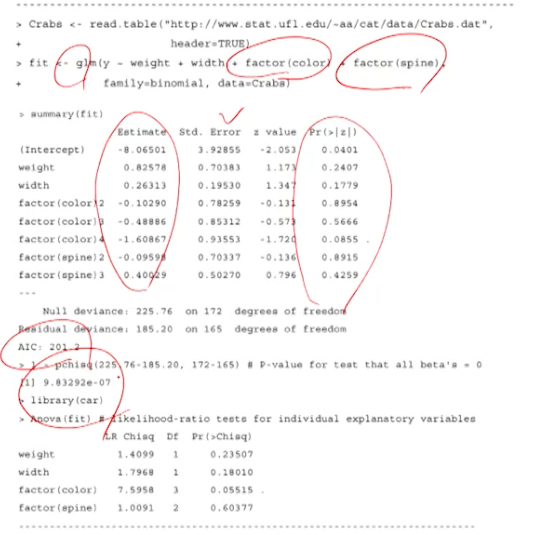 > Crabs <- read.table("http://www.stat.ufl.edu/~aa/cat/data/Crabs.dat",
+ header=TRUE)
> fit <- glm(y ~ weight + width + factor(color) + factor(spine),
+ family=binomial, data=Crabs)
> summary(fit)
Estimate Std. Error z value Pr(>|z|)
(Intercept) -8.06501 3.92855 -2.053 0.0401
weight 0.82578 0.70383 1.173 0.2407
width 0.26313 0.19530 1.347 0.1779
factor(color)2 -0.10290 0.78259 -0.131 0.8954
factor(color)3 -0.48886 0.85312 -0.573 0.5666
factor(color)4 -1.60867 0.93553 -1.720 0.0855 .
factor(spine)2 -0.09598 0.70337 -0.136 0.8915
factor(spine)3 0.40029 0.50270 0.796 0.4259
---
Null deviance: 225.76 on 172 degrees of freedom
Residual deviance: 185.20 on 165 degrees of freedom
AIC: 201.2
> 1 - pchisq(225.76-185.20, 172-165) # P-value for test that all beta's = 0
[1] 9.83292e-07
> library(car)
> Anova(fit) # likelihood-ratio tests for individual explanatory variables
LR Chisq Df Pr(>Chisq)
weight 1.4099 1 0.23507
width 1.7968 1 0.18010
factor(color) 7.5958 3 0.05515 .
factor(spine) 1.0091 2 0.60377